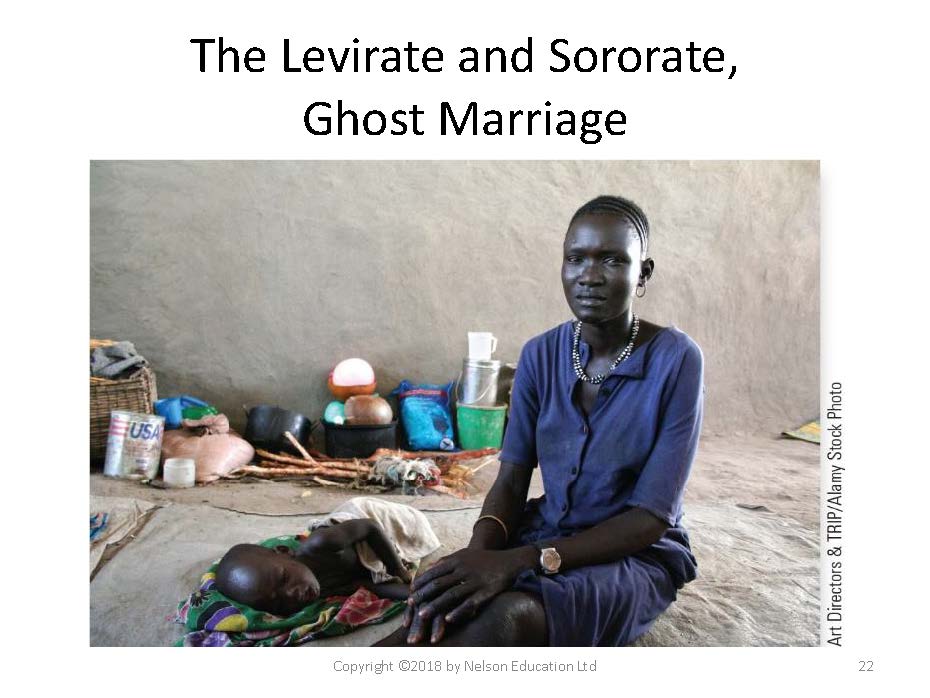 The Levirate and Sororate,
Ghost Marriage
USA
Art Directors & TRIP/Alamy Stock Photo
Copyright ©2018 by Nelson Education Ltd
22